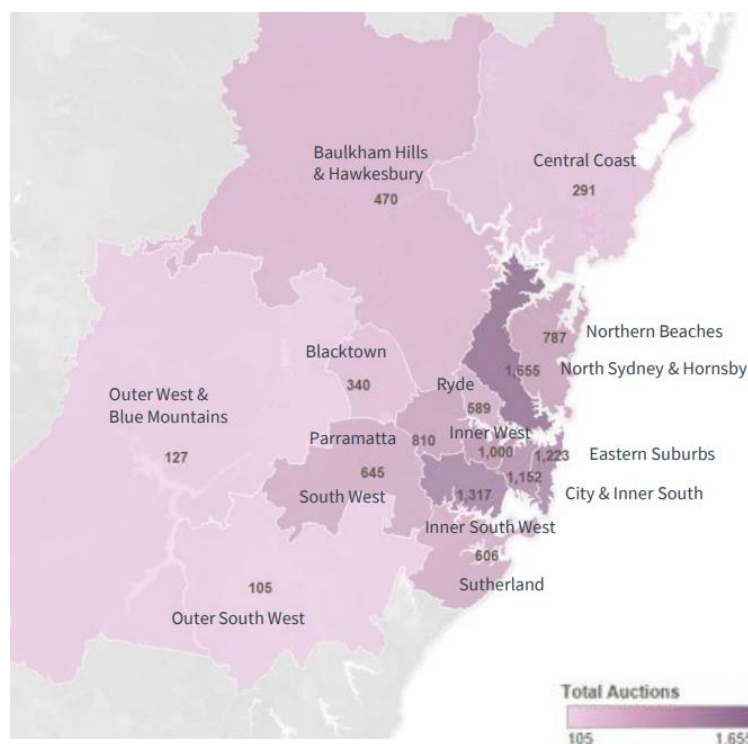 Baulkham Hills
& Hawkesbury
470
Central Coast
291
Northern Beaches
787
1,655
North Sydney & Hornsby
Blacktown
340
Ryde
589
Outer West &
Blue Mountains
127
Parramatta
810
Inner West
1,000
1,223
Eastern Suburbs
645
1,152
South West
1,317
City & Inner South
Inner South West
606
Sutherland
105
Outer South West
Total Auctions
105
1,655